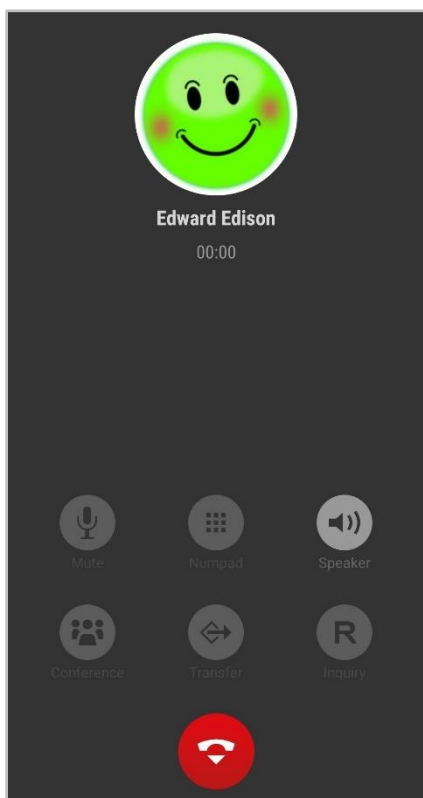 Edward Edison
00:00
Mute Numpad Speaker
R
Conference Transfer Inquiry